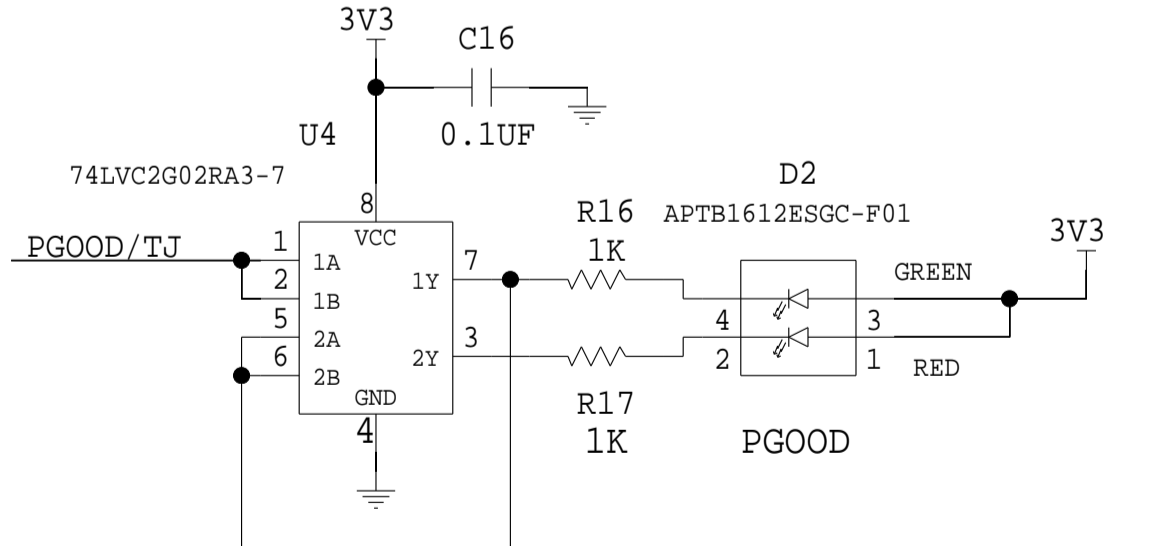 3V3
C16
0.1UF
U4
74LVC2G02RA3-7
D2
APTB1612ESGC-F01
R16
1K
3V3
8
VCC
PGOOD/TJ
1
1A
2
1B
5
2A
6
2B
7
1Y
3
2Y
GND
4
GREEN
4
3
2
1
RED
R17
1K
PGOOD